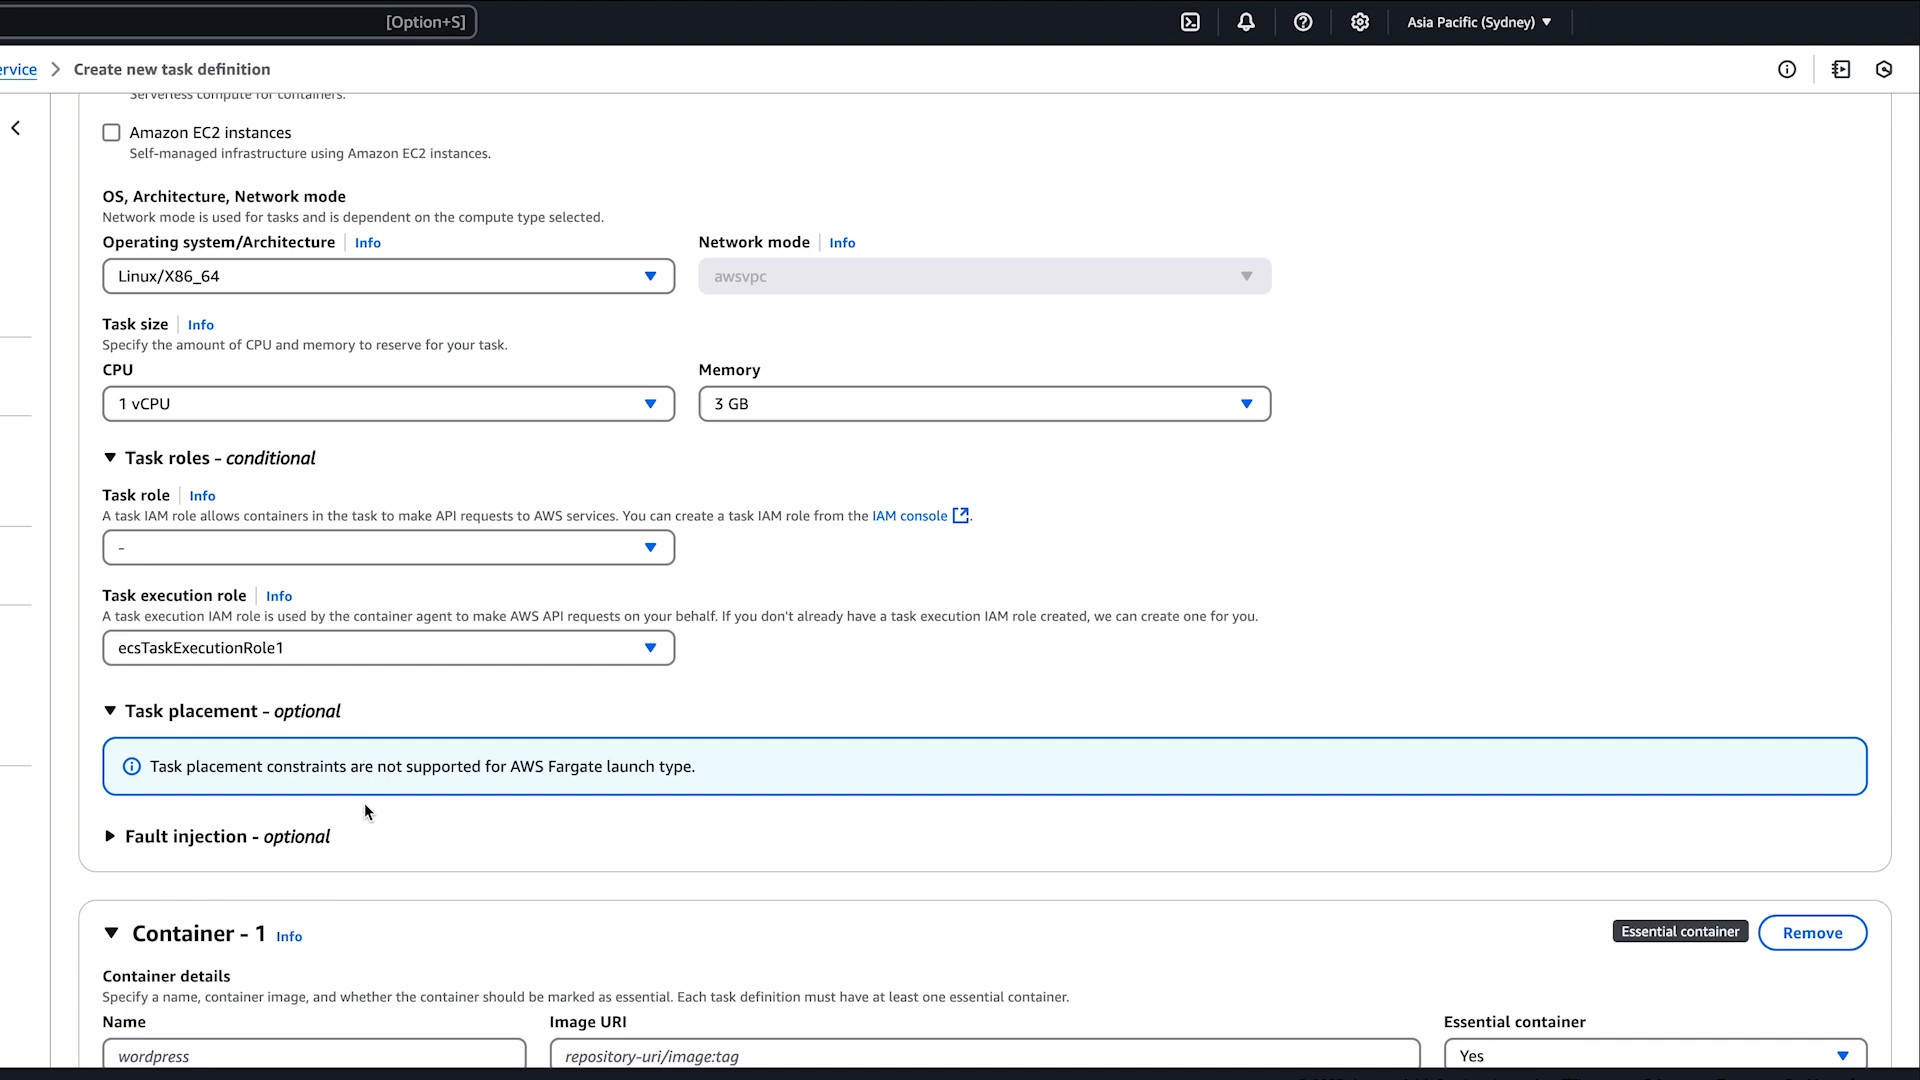 [Option+S]
Asia Pacific (Sydney)
ervice > Create new task definition
Serverless compute for containers.
Amazon EC2 instances
Self-managed infrastructure using Amazon EC2 instances.
OS, Architecture, Network mode
Network mode is used for tasks and is dependent on the compute type selected.
Operating system/Architecture Info
Network mode Info
Linux/X86_64
awsvpc
Task size Info
Specify the amount of CPU and memory to reserve for your task.
CPU
Memory
1 vCPU
3 GB
Task roles - conditional
Task role Info
A task IAM role allows containers in the task to make API requests to AWS services. You can create a task IAM role from the IAM console.
-
Task execution role Info
A task execution IAM role is used by the container agent to make AWS API requests on your behalf. If you don't already have a task execution IAM role created, we can create one for you.
ecsTaskExecutionRole1
Task placement - optional
Task placement constraints are not supported for AWS Fargate launch type.
Fault injection - optional
Container - 1 Info
Essential container
Remove
Container details
Specify a name, container image, and whether the container should be marked as essential. Each task definition must have at least one essential container.
Name
Image URI
Essential container
wordpress
repository-uri/image:tag
Yes